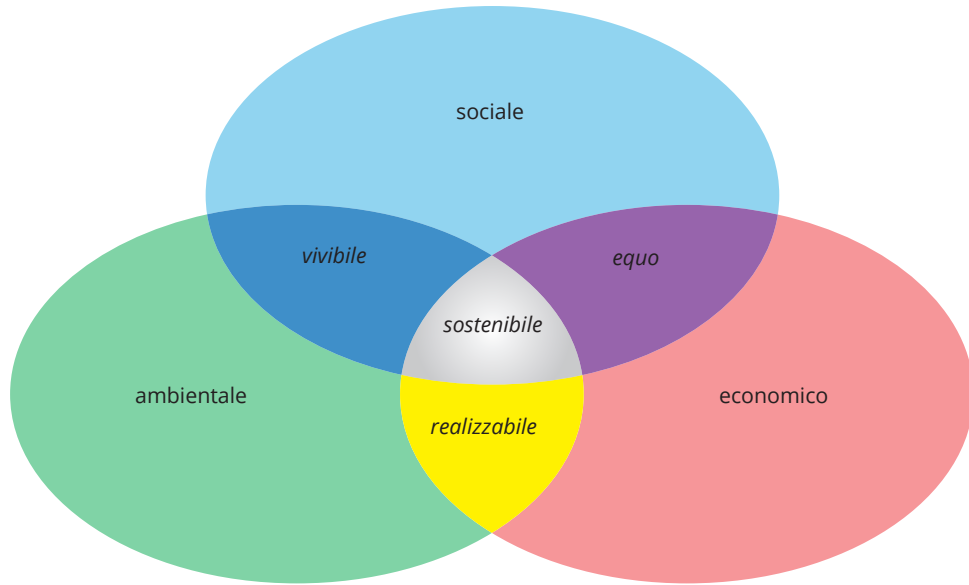 sociale
vivibile
equo
sostenibile
ambientale
economico
realizzabile